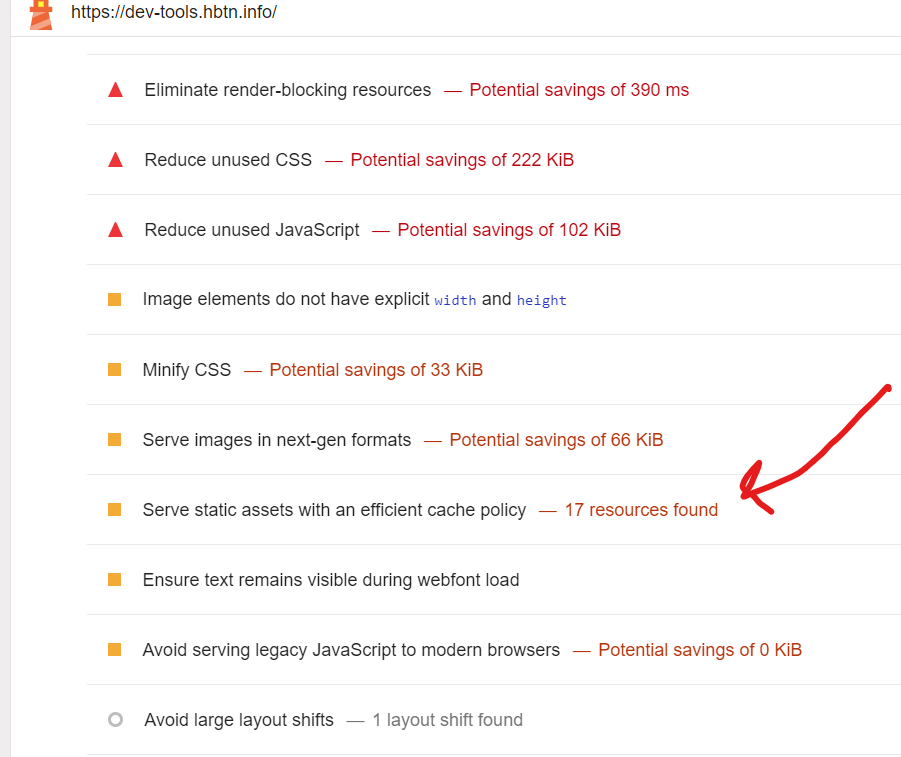 https://dev-tools.hbtn.info/
Eliminate render-blocking resources — Potential savings of 390 ms
Reduce unused CSS — Potential savings of 222 KiB
Reduce unused JavaScript — Potential savings of 102 KiB
Image elements do not have explicit width and height
Minify CSS — Potential savings of 33 KiB
Serve images in next-gen formats — Potential savings of 66 KiB
Serve static assets with an efficient cache policy — 17 resources found
Ensure text remains visible during webfont load
Avoid serving legacy JavaScript to modern browsers — Potential savings of 0 KiB
Avoid large layout shifts — 1 layout shift found